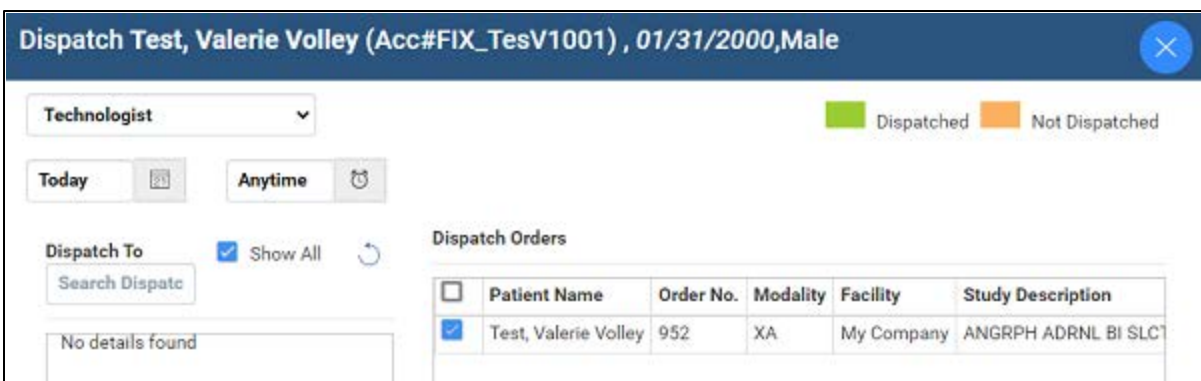 Dispatch Test, Valerie Volley (Acc#FIX_TesV1001) , 01/31/2000,Male
Technologist
Dispatched Not Dispatched
Today Anytime
Dispatch To Show All
Search Dispatc
No details found
Dispatch Orders
Patient Name Order No. Modality Facility Study Description
Test, Valerie Volley 952 XA My Company ANGRPH ADRNL BI SLCT